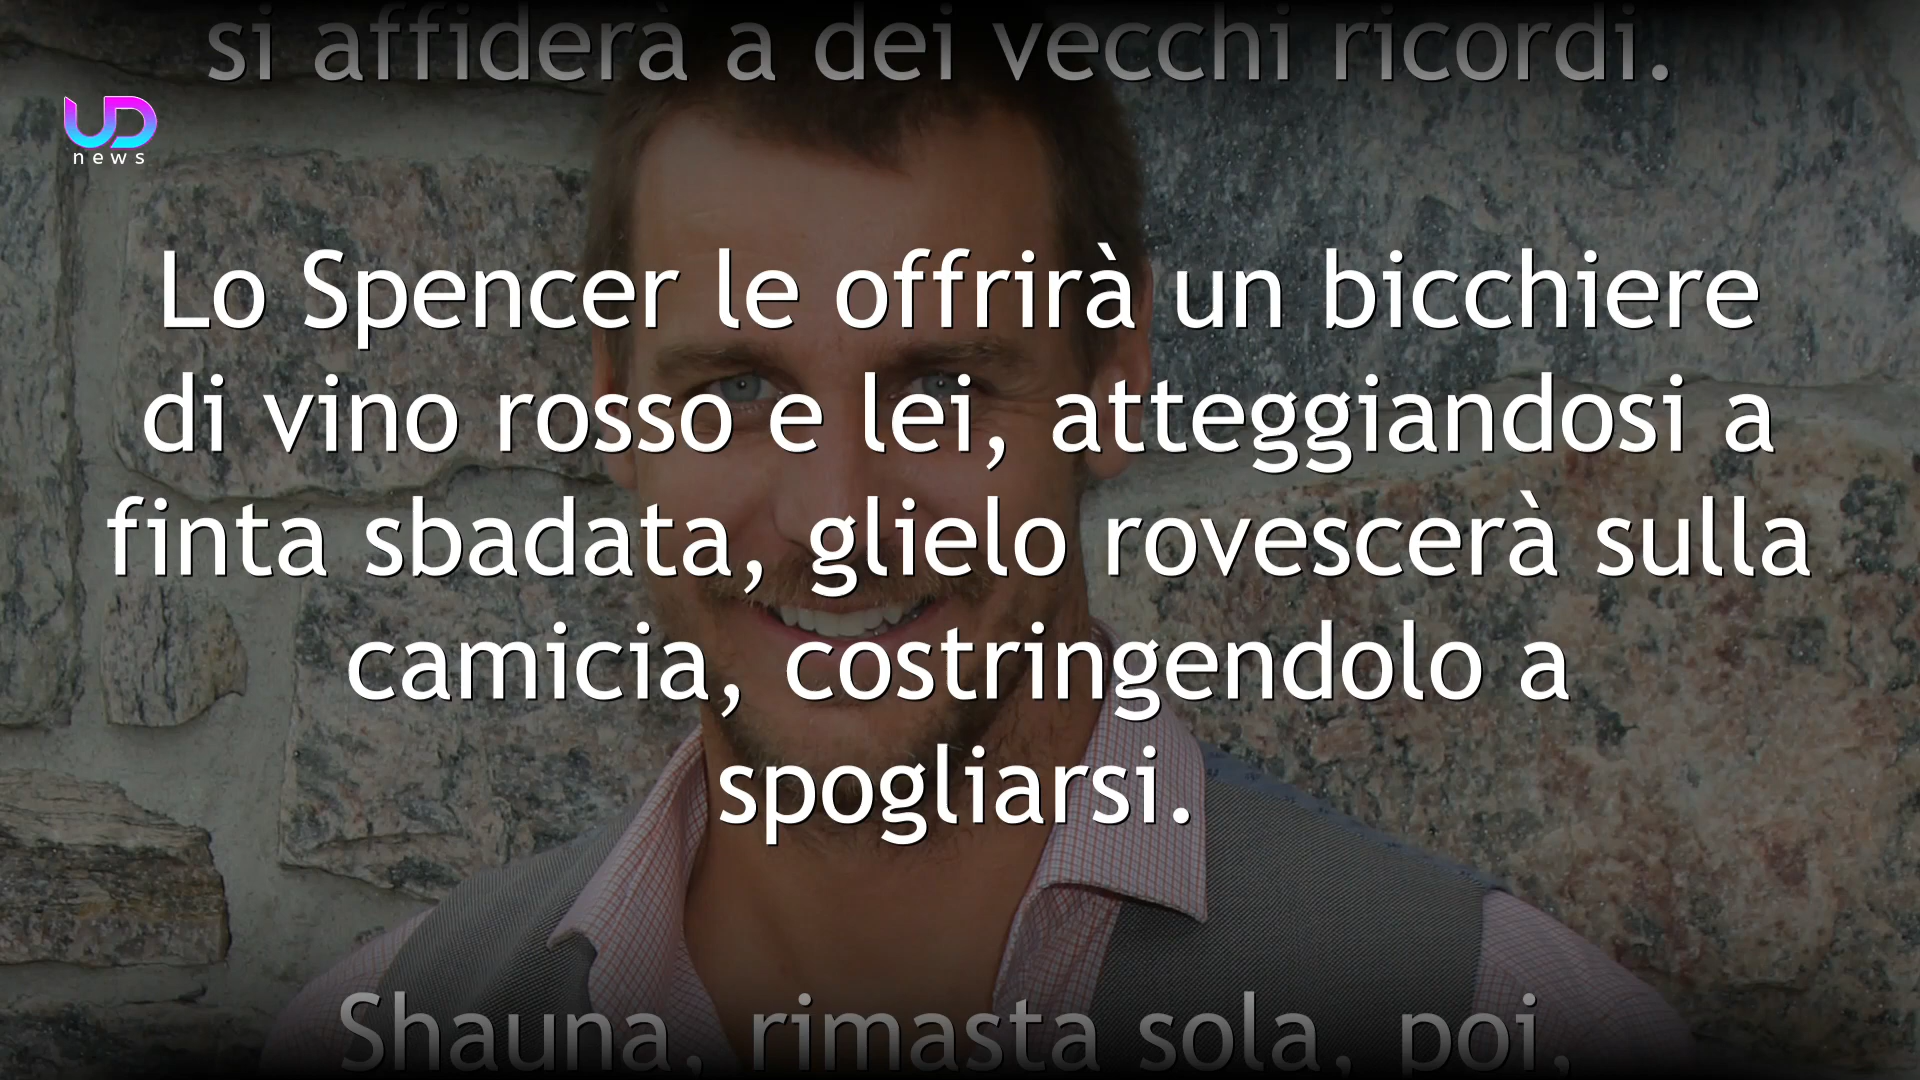 si affiderà a dei vecchi ricordi.
UD
news
Lo Spencer le offrirà un bicchiere
di vino rosso e lei, atteggiandosi a
finta sbadata, glielo rovescerà sulla
camicia, costringendolo a
spogliarsi.
Shauna, rimasta sola, poi,